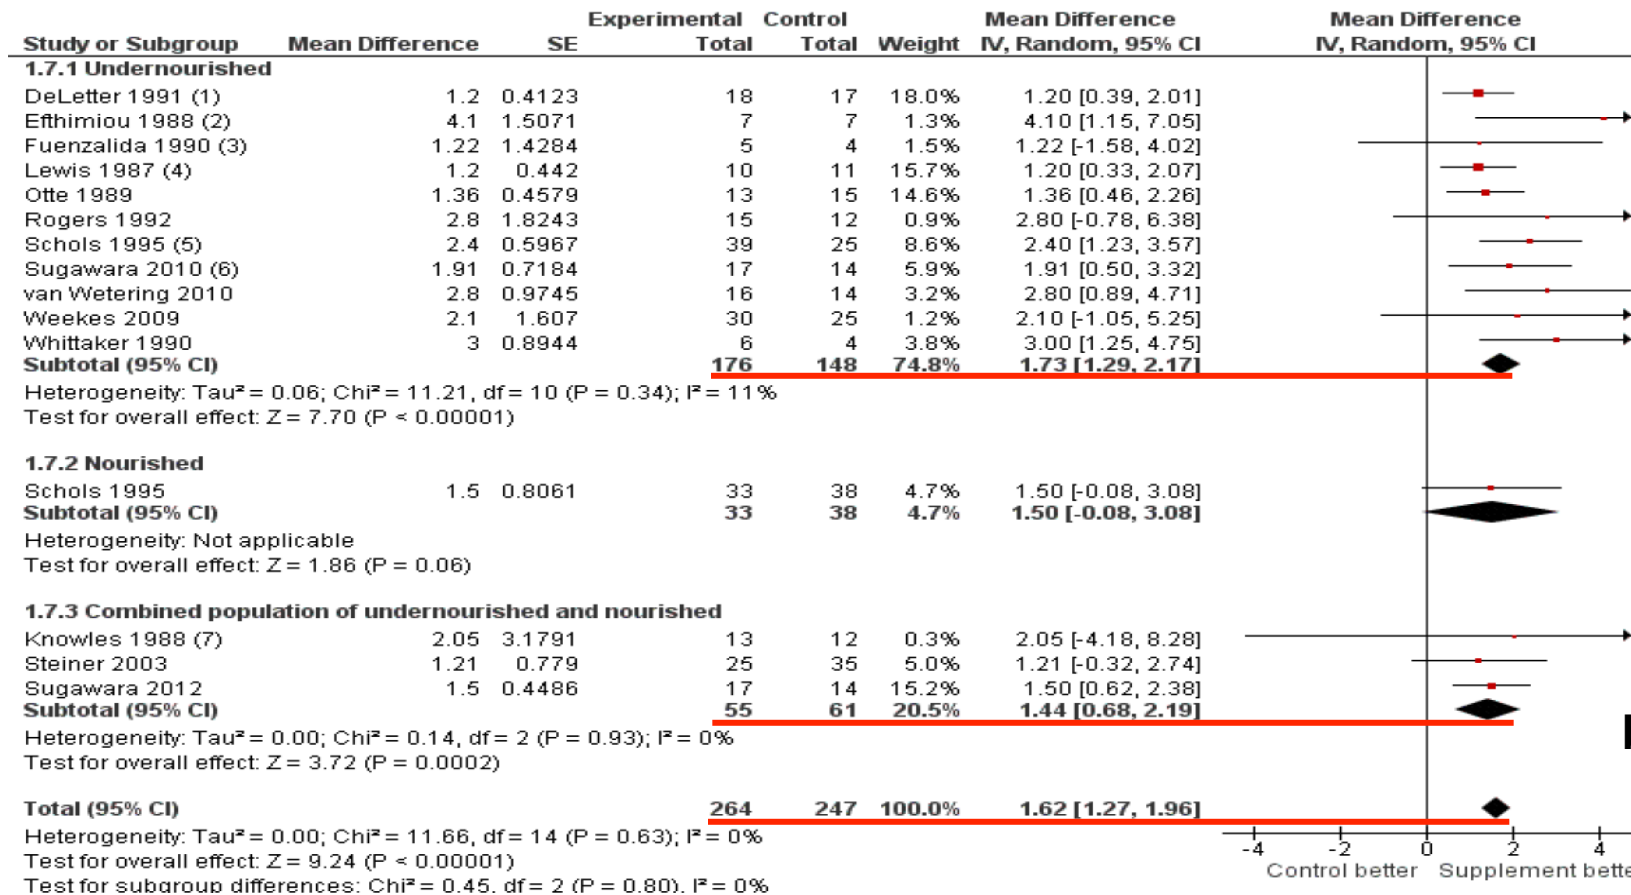 Experimental Control Mean Difference Mean Difference
Study or Subgroup Mean Difference SE Total Total Weight IV, Random, 95% CI IV, Random, 95% CI
1.7.1 Undernourished
DeLetter 1991 (1) 1.2 0.4123 18 17 18.0% 1.20 [0.39, 2.01]
Efthimiou 1988 (2) 4.1 1.5071 7 7 1.3% 4.10 [1.15, 7.05]
Fuenzalida 1990 (3) 1.22 1.4284 5 4 1.5% 1.22 [-1.58, 4.02]
Lewis 1987 (4) 1.2 0.442 10 11 15.7% 1.20 [0.33, 2.07]
Otte 1989 1.36 0.4579 13 15 14.6% 1.36 [0.46, 2.26]
Rogers 1992 2.8 1.8243 15 12 0.9% 2.80 [-0.78, 6.38]
Schols 1995 (5) 2.4 0.5967 39 25 8.6% 2.40 [1.23, 3.57]
Sugawara 2010 (6) 1.91 0.7184 17 14 5.9% 1.91 [0.50, 3.32]
van Wetering 2010 2.8 0.9745 16 14 3.2% 2.80 [0.89, 4.71]
Weekes 2009 2.1 1.607 30 25 1.2% 2.10 [-1.05, 5.25]
Whittaker 1990 3 0.8944 6 4 3.8% 3.00 [1.25, 4.75]
Subtotal (95% CI) 176 148 74.8% 1.73 [1.29, 2.17]
Heterogeneity: Tau² = 0.06; Chi² = 11.21, df = 10 (P = 0.34); I² = 11%
Test for overall effect: Z = 7.70 (P < 0.00001)
1.7.2 Nourished
Schols 1995 1.5 0.8061 33 38 4.7% 1.50 [-0.08, 3.08]
Subtotal (95% CI) 33 38 4.7% 1.50 [-0.08, 3.08]
Heterogeneity: Not applicable
Test for overall effect: Z = 1.86 (P = 0.06)
1.7.3 Combined population of undernourished and nourished
Knowles 1988 (7) 2.05 3.1791 13 12 0.3% 2.05 [-4.18, 8.28]
Steiner 2003 1.21 0.779 25 35 5.0% 1.21 [-0.32, 2.74]
Sugawara 2012 1.5 0.4486 17 14 15.2% 1.50 [0.62, 2.38]
Subtotal (95% CI) 55 61 20.5% 1.44 [0.68, 2.19]
Heterogeneity: Tau² = 0.00; Chi² = 0.14, df = 2 (P = 0.93); I² = 0%
Test for overall effect: Z = 3.72 (P = 0.0002)
Total (95% CI) 264 247 100.0% 1.62 [1.27, 1.96]
Heterogeneity: Tau² = 0.00; Chi² = 11.66, df = 14 (P = 0.63); I² = 0%
-4 -2 0 2 4
Test for overall effect: Z = 9.24 (P < 0.00001)
Control better Supplement bette
Test for subgroup differences: Chi² = 0.45, df = 2 (P = 0.80), I² = 0%